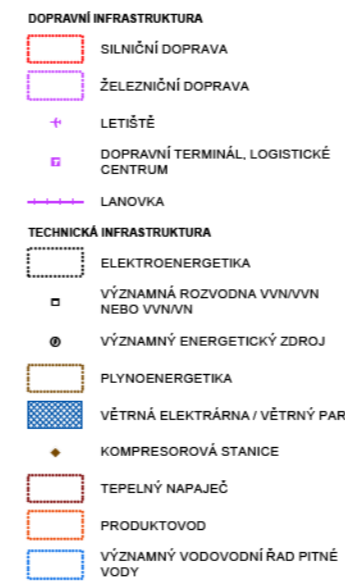 DOPRAVNÍ INFRASTRUKTURA
SILNIČNÍ DOPRAVA
ŽELEZNIČNÍ DOPRAVA
LETIŠTĚ
DOPRAVNÍ TERMINÁL, LOGISTICKÉ
CENTRUM
LANOVKA
TECHNICKÁ INFRASTRUKTURA
ELEKTROENERGETIKA
VÝZNAMNÁ ROZVODNA VVN/VVN
NEBO VVN/VN
VÝZNAMNÝ ENERGETICKÝ ZDROJ
PLYNOENERGETIKA
VĚTRNÁ ELEKTRÁRNA / VĚTRNÝ PAR
KOMPRESOROVÁ STANICE
TEPELNÝ NAPAJEČ
PRODUKTOVOD
VÝZNAMNÝ VODOVODNÍ ŘAD PITNÉ
VODY